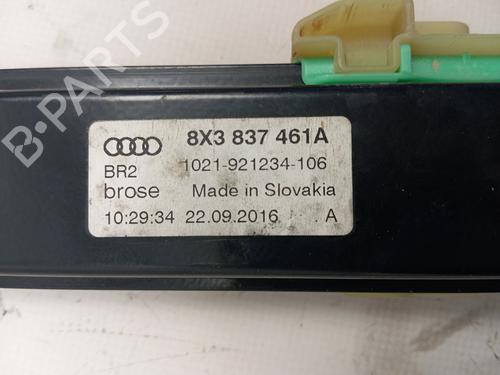 B-PARTS
8X3 837 461A
BR2 1021-921234-106
brose Made in Slovakia
10:29:34 22.09.2016 A